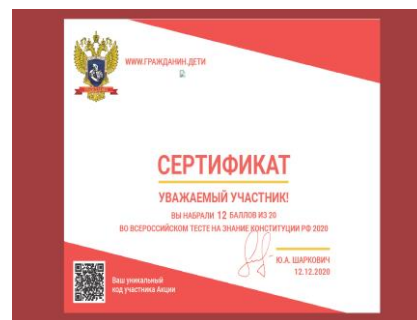 WWW.ГРАЖДАНИН.ДЕТИ
СЕРТИФИКАТ
УВАЖАЕМЫЙ УЧАСТНИК!
ВЫ НАБРАЛИ 12 БАЛЛОВ ИЗ 20
ВО ВСЕРОССИЙСКОМ ТЕСТЕ НА ЗНАНИЕ КОНСТИТУЦИИ РФ 2020
Ю.А. ШАРКОВИЧ
12.12.2020
Ваш уникальный
код участника Акции